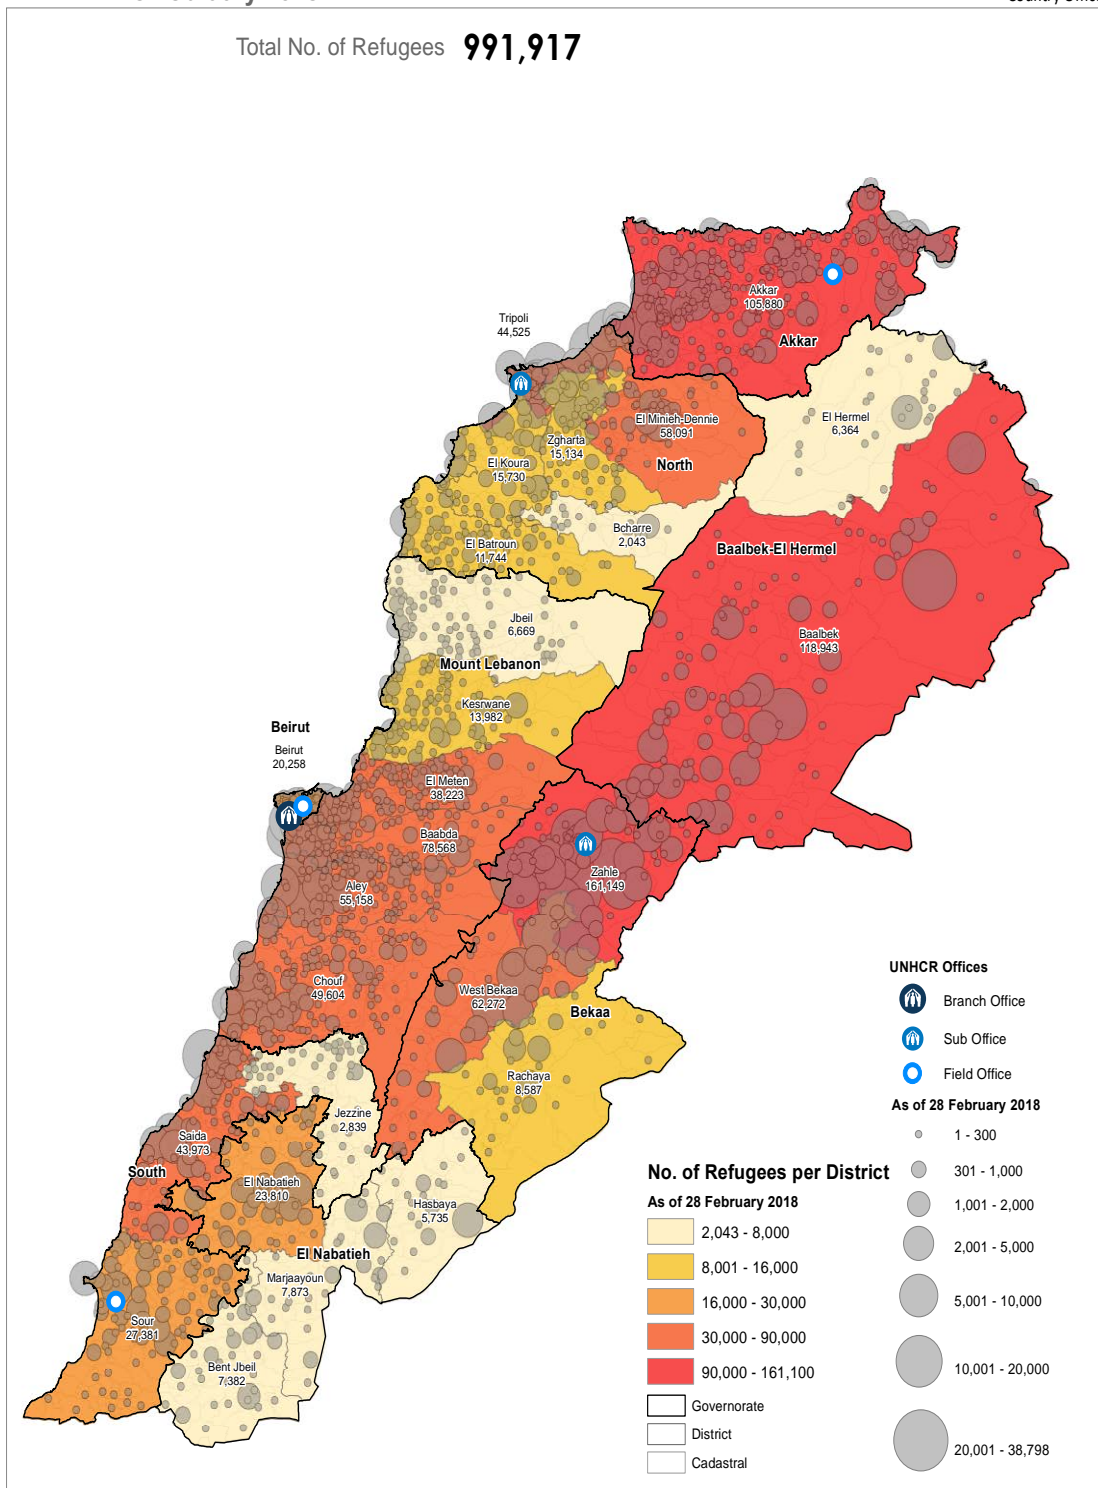 Total No. of Refugees 991,917
Akkar
105,880
Akkar
Tripoli
44,525
El Hermel
6,364
El Minieh-Dennie
58,091
Zgharta
15,134
North
El Koura
15,730
Bcharre
2,043
El Batroun
11,744
Baalbek-El Hermel
Jbeil
6,669
Baalbek
118,943
Mount Lebanon
Kesrwane
13,982
Beirut
Beirut
20,258
El Meten
38,223
Baabda
78,568
Zahle
161,149
Aley
55,158
Chouf
49,604
West Bekaa
62,272
Bekaa
Rachaya
8,587
Jezzine
2,839
Saida
43,973
South
El Nabatieh
23,810
Hasbaya
5,735
El Nabatieh
Marjaayoun
7,873
Sour
27,381
Bent Jbeil
7,382
UNHCR Offices
Branch Office
Sub Office
Field Office
As of 28 February 2018
1 - 300
301 - 1,000
1,001 - 2,000
2,001 - 5,000
5,001 - 10,000
10,001 - 20,000
20,001 - 38,798
No. of Refugees per District
As of 28 February 2018
2,043 - 8,000
8,001 - 16,000
16,000 - 30,000
30,000 - 90,000
90,000 - 161,100
Governorate
District
Cadastral